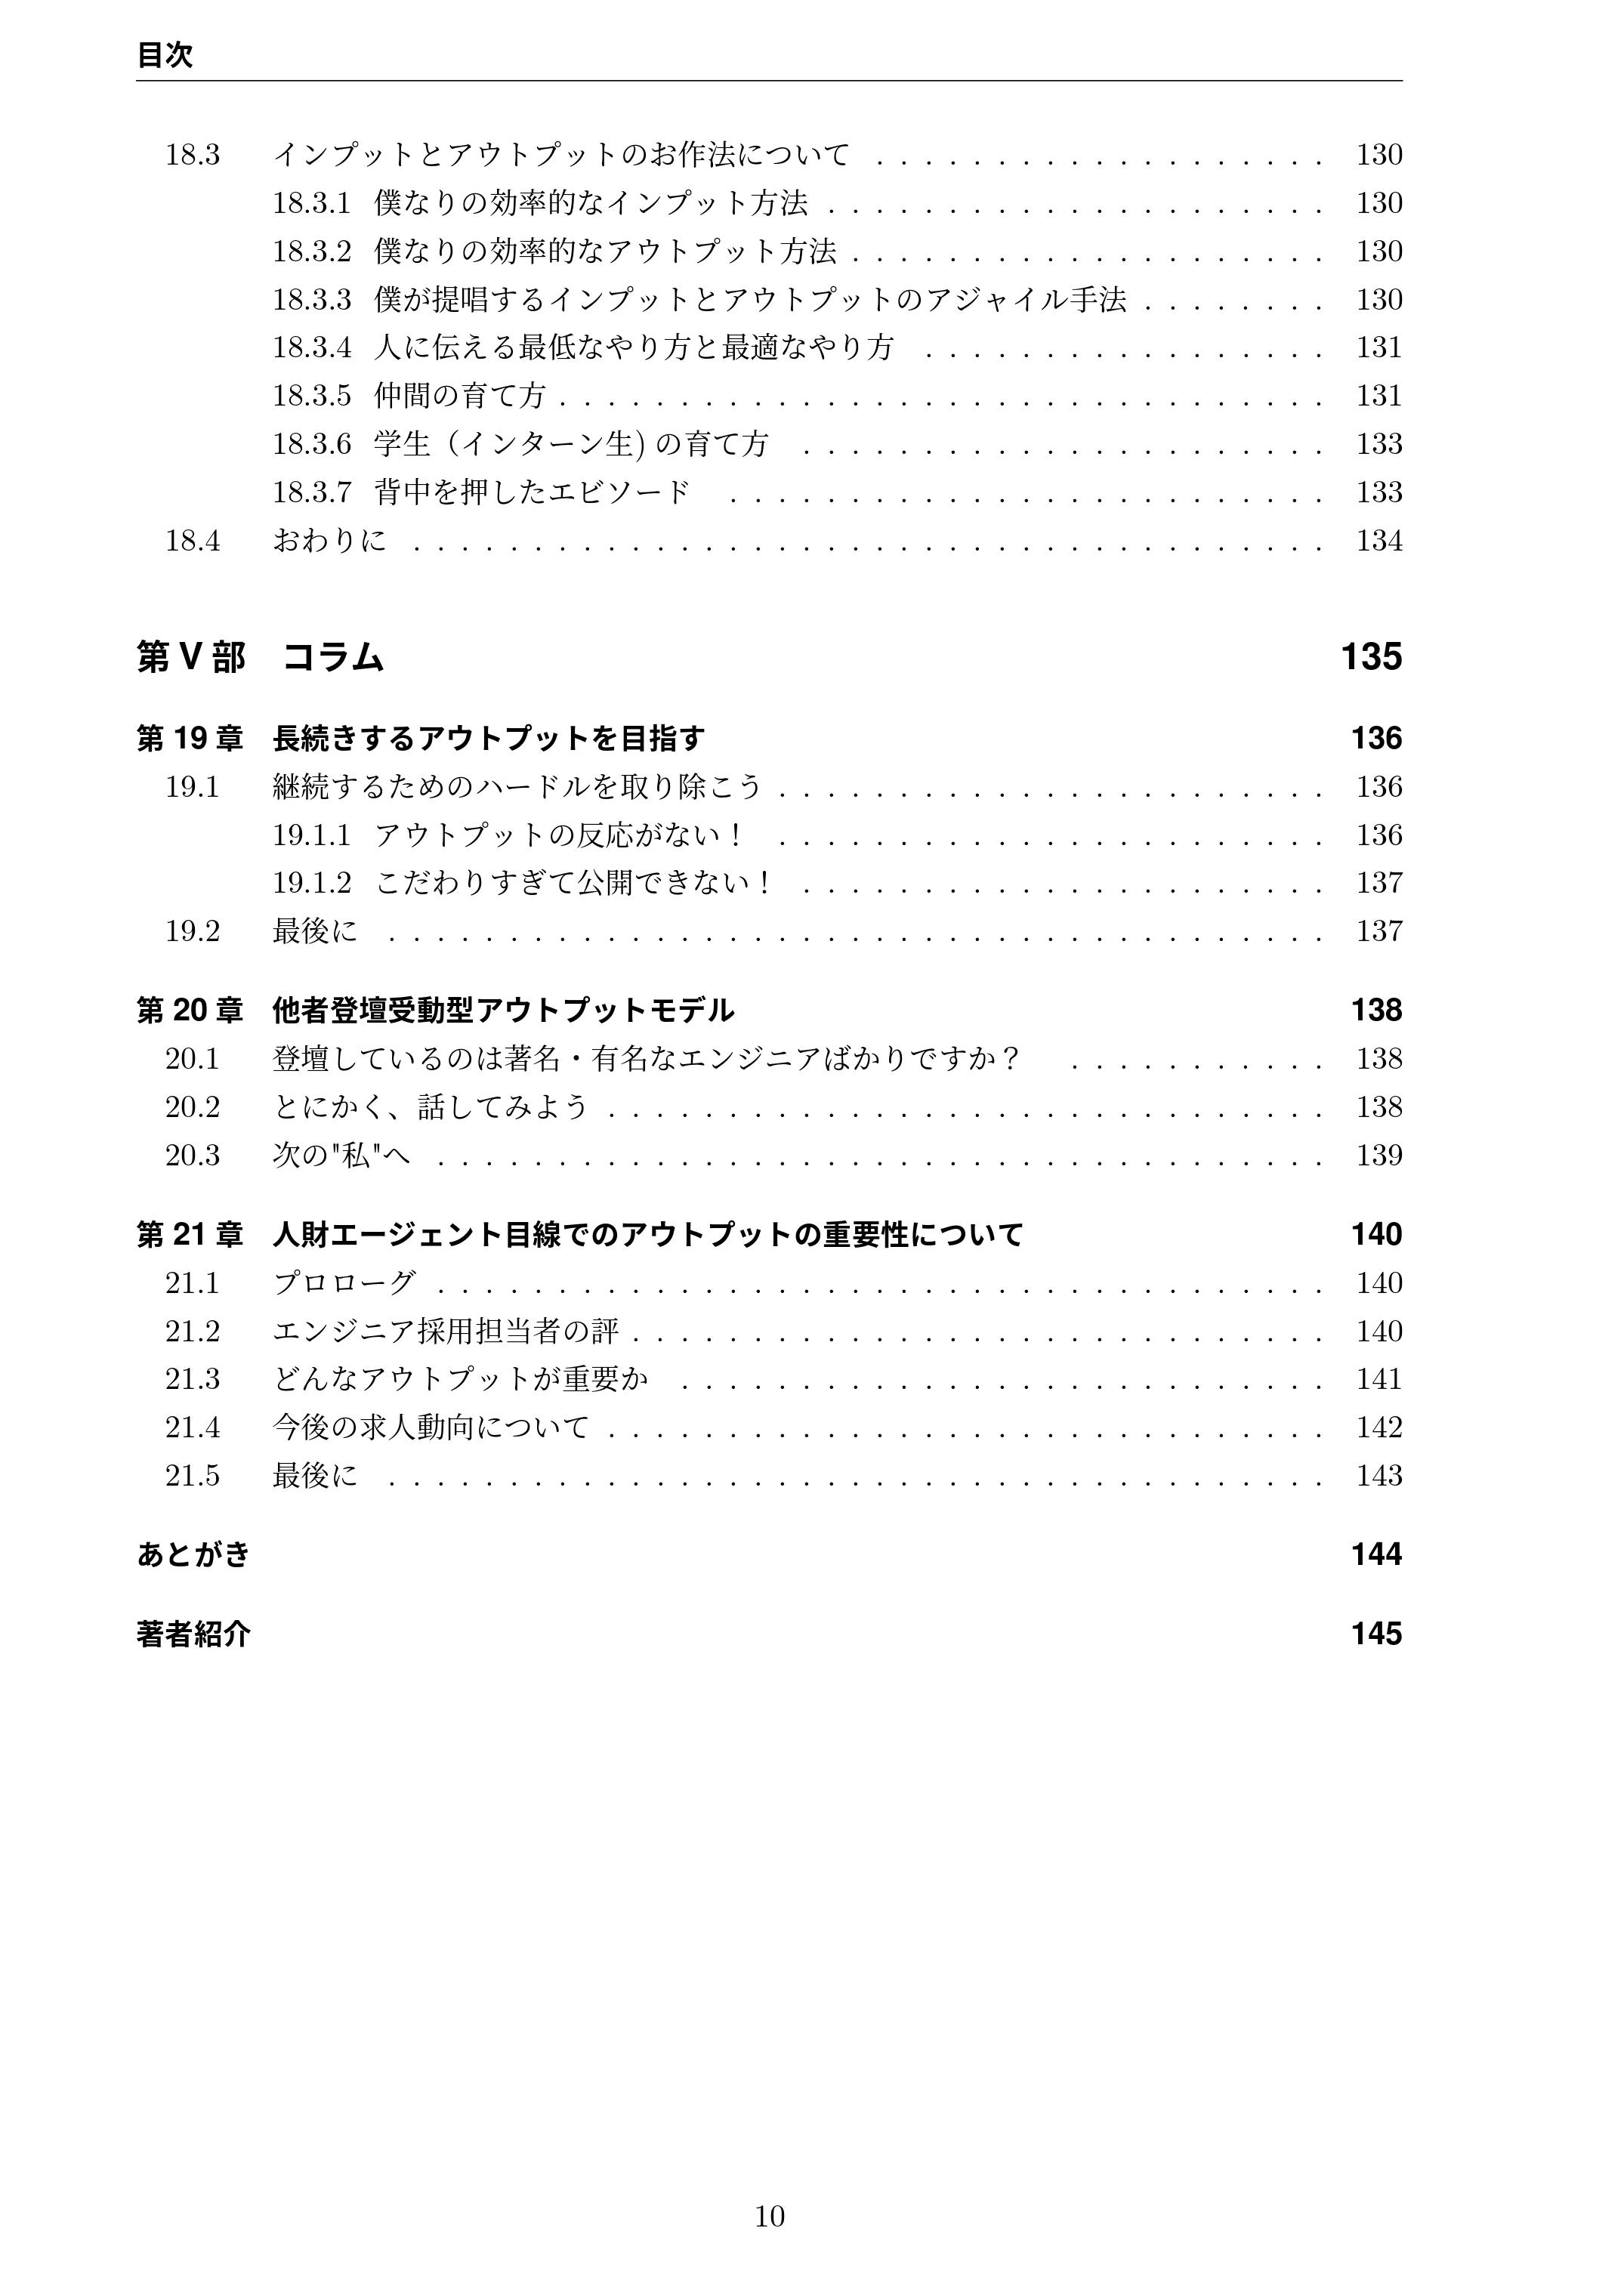 目次
18.3 インプットとアウトプットのお作法について . . . . . . . . . . . . . . . . . . . 130
18.3.1 僕なりの効率的なインプット方法 . . . . . . . . . . . . . . . . . . . . . 130
18.3.2 僕なりの効率的なアウトプット方法 . . . . . . . . . . . . . . . . . . . . 130
18.3.3 僕が提唱するインプットとアウトプットのアジャイル手法 . . . . . . . . 130
18.3.4 人に伝える最低なやり方と最適なやり方 . . . . . . . . . . . . . . . . . 131
18.3.5 仲間の育て方 . . . . . . . . . . . . . . . . . . . . . . . . . . . . . . . . 131
18.3.6 学生（インターン生) の育て方 . . . . . . . . . . . . . . . . . . . . . . 133
18.3.7 背中を押したエピソード . . . . . . . . . . . . . . . . . . . . . . . . . 133
18.4 おわりに . . . . . . . . . . . . . . . . . . . . . . . . . . . . . . . . . . . . . . 134
第 V 部 コラム 135
第 19 章 長続きするアウトプットを目指す 136
19.1 継続するためのハードルを取り除こう . . . . . . . . . . . . . . . . . . . . . . . 136
19.1.1 アウトプットの反応がない！ . . . . . . . . . . . . . . . . . . . . . . . 136
19.1.2 こだわりすぎて公開できない！ . . . . . . . . . . . . . . . . . . . . . . 137
19.2 最後に . . . . . . . . . . . . . . . . . . . . . . . . . . . . . . . . . . . . . . . 137
第 20 章 他者登壇受動型アウトプットモデル 138
20.1 登壇しているのは著名・有名なエンジニアばかりですか？ . . . . . . . . . . . 138
20.2 とにかく、話してみよう . . . . . . . . . . . . . . . . . . . . . . . . . . . . . . 138
20.3 次の"私"へ . . . . . . . . . . . . . . . . . . . . . . . . . . . . . . . . . . . . . 139
第 21 章 人財エージェント目線でのアウトプットの重要性について 140
21.1 プロローグ . . . . . . . . . . . . . . . . . . . . . . . . . . . . . . . . . . . . . 140
21.2 エンジニア採用担当者の評 . . . . . . . . . . . . . . . . . . . . . . . . . . . . . 140
21.3 どんなアウトプットが重要か . . . . . . . . . . . . . . . . . . . . . . . . . . . 141
21.4 今後の求人動向について . . . . . . . . . . . . . . . . . . . . . . . . . . . . . . 142
21.5 最後に . . . . . . . . . . . . . . . . . . . . . . . . . . . . . . . . . . . . . . . 143
あとがき 144
著者紹介 145
10